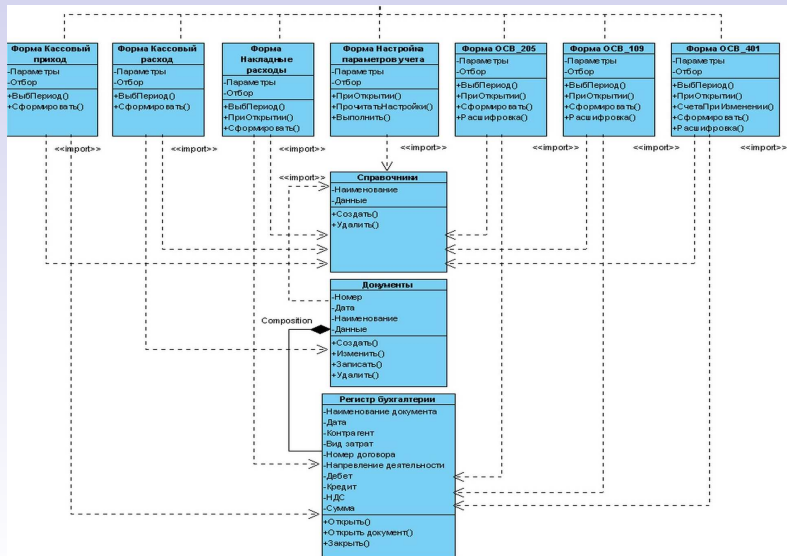 Форма Кассовый
приход
-Параметры
-Отбор
+ВыбПериод()
+Сформировать()
Форма Кассовый
расход
-Параметры
-Отбор
+ВыбПериод()
+Сформировать()
Форма
Накладные
расходы
-Параметры
-Отбор
+ВыбПериод()
+ПриОткрытии()
+Сформировать()
Форма Настройка
параметров учета
-Параметры
-Отбор
+ПриОткрытии()
+ПрочитатьНастройки()
+Выполнить()
Форма ОСВ_205
-Параметры
-Отбор
+ВыбПериод()
+ПриОткрытии()
+Сформировать()
+Расшифровка()
Форма ОСВ_109
-Параметры
-Отбор
+ВыбПериод()
+ПриОткрытии()
+Сформировать()
+Расшифровка()
Форма ОСВ_401
-Параметры
-Отбор
+ВыбПериод()
+ПриОткрытии()
+СчетаПриИзменении()
+Сформировать()
+Расшифровка()
<<import>>
<<import>>
<<import>>
<<import>>
<<import>>
<<import>>
<<import>>
Справочники
-Наименование
-Данные
+Создать()
+Удалить()
Документы
-Номер
-Дата
-Наименование
-Данные
+Создать()
+Изменить()
+Записать()
+Удалить()
Composition
Регистр бухгалтерии
-Наименование документа
-Дата
-Контрагент
-Вид затрат
-Номер договора
-Напревление деятельности
-Дебет
-Кредит
-НДС
-Сумма
+Открыть()
+Открыть документ()
+Закрыть()